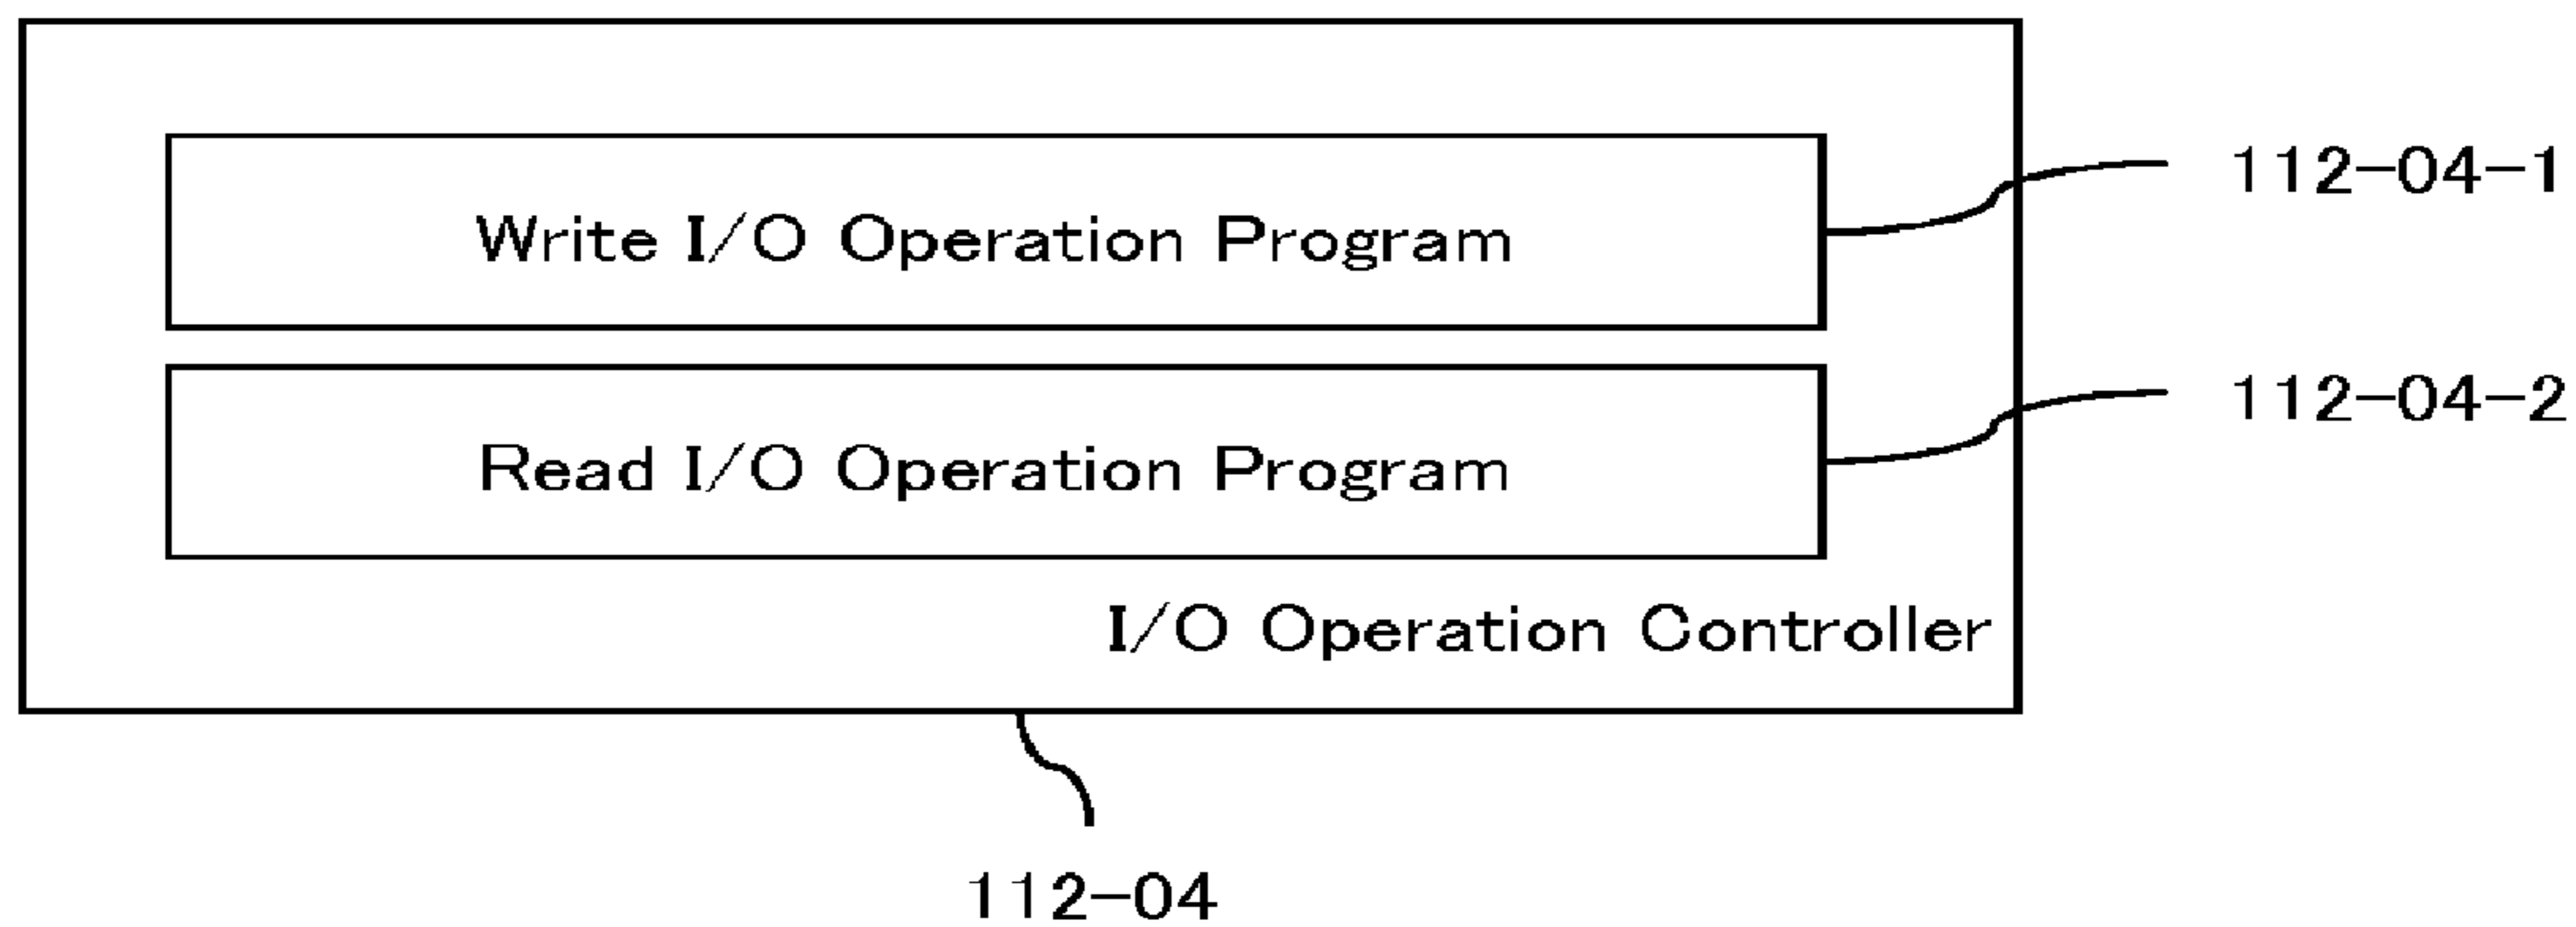 Write I/O Operation Program
112-04-1
Read I/O Operation Program
112-04-2
I/O Operation Controller
112-04